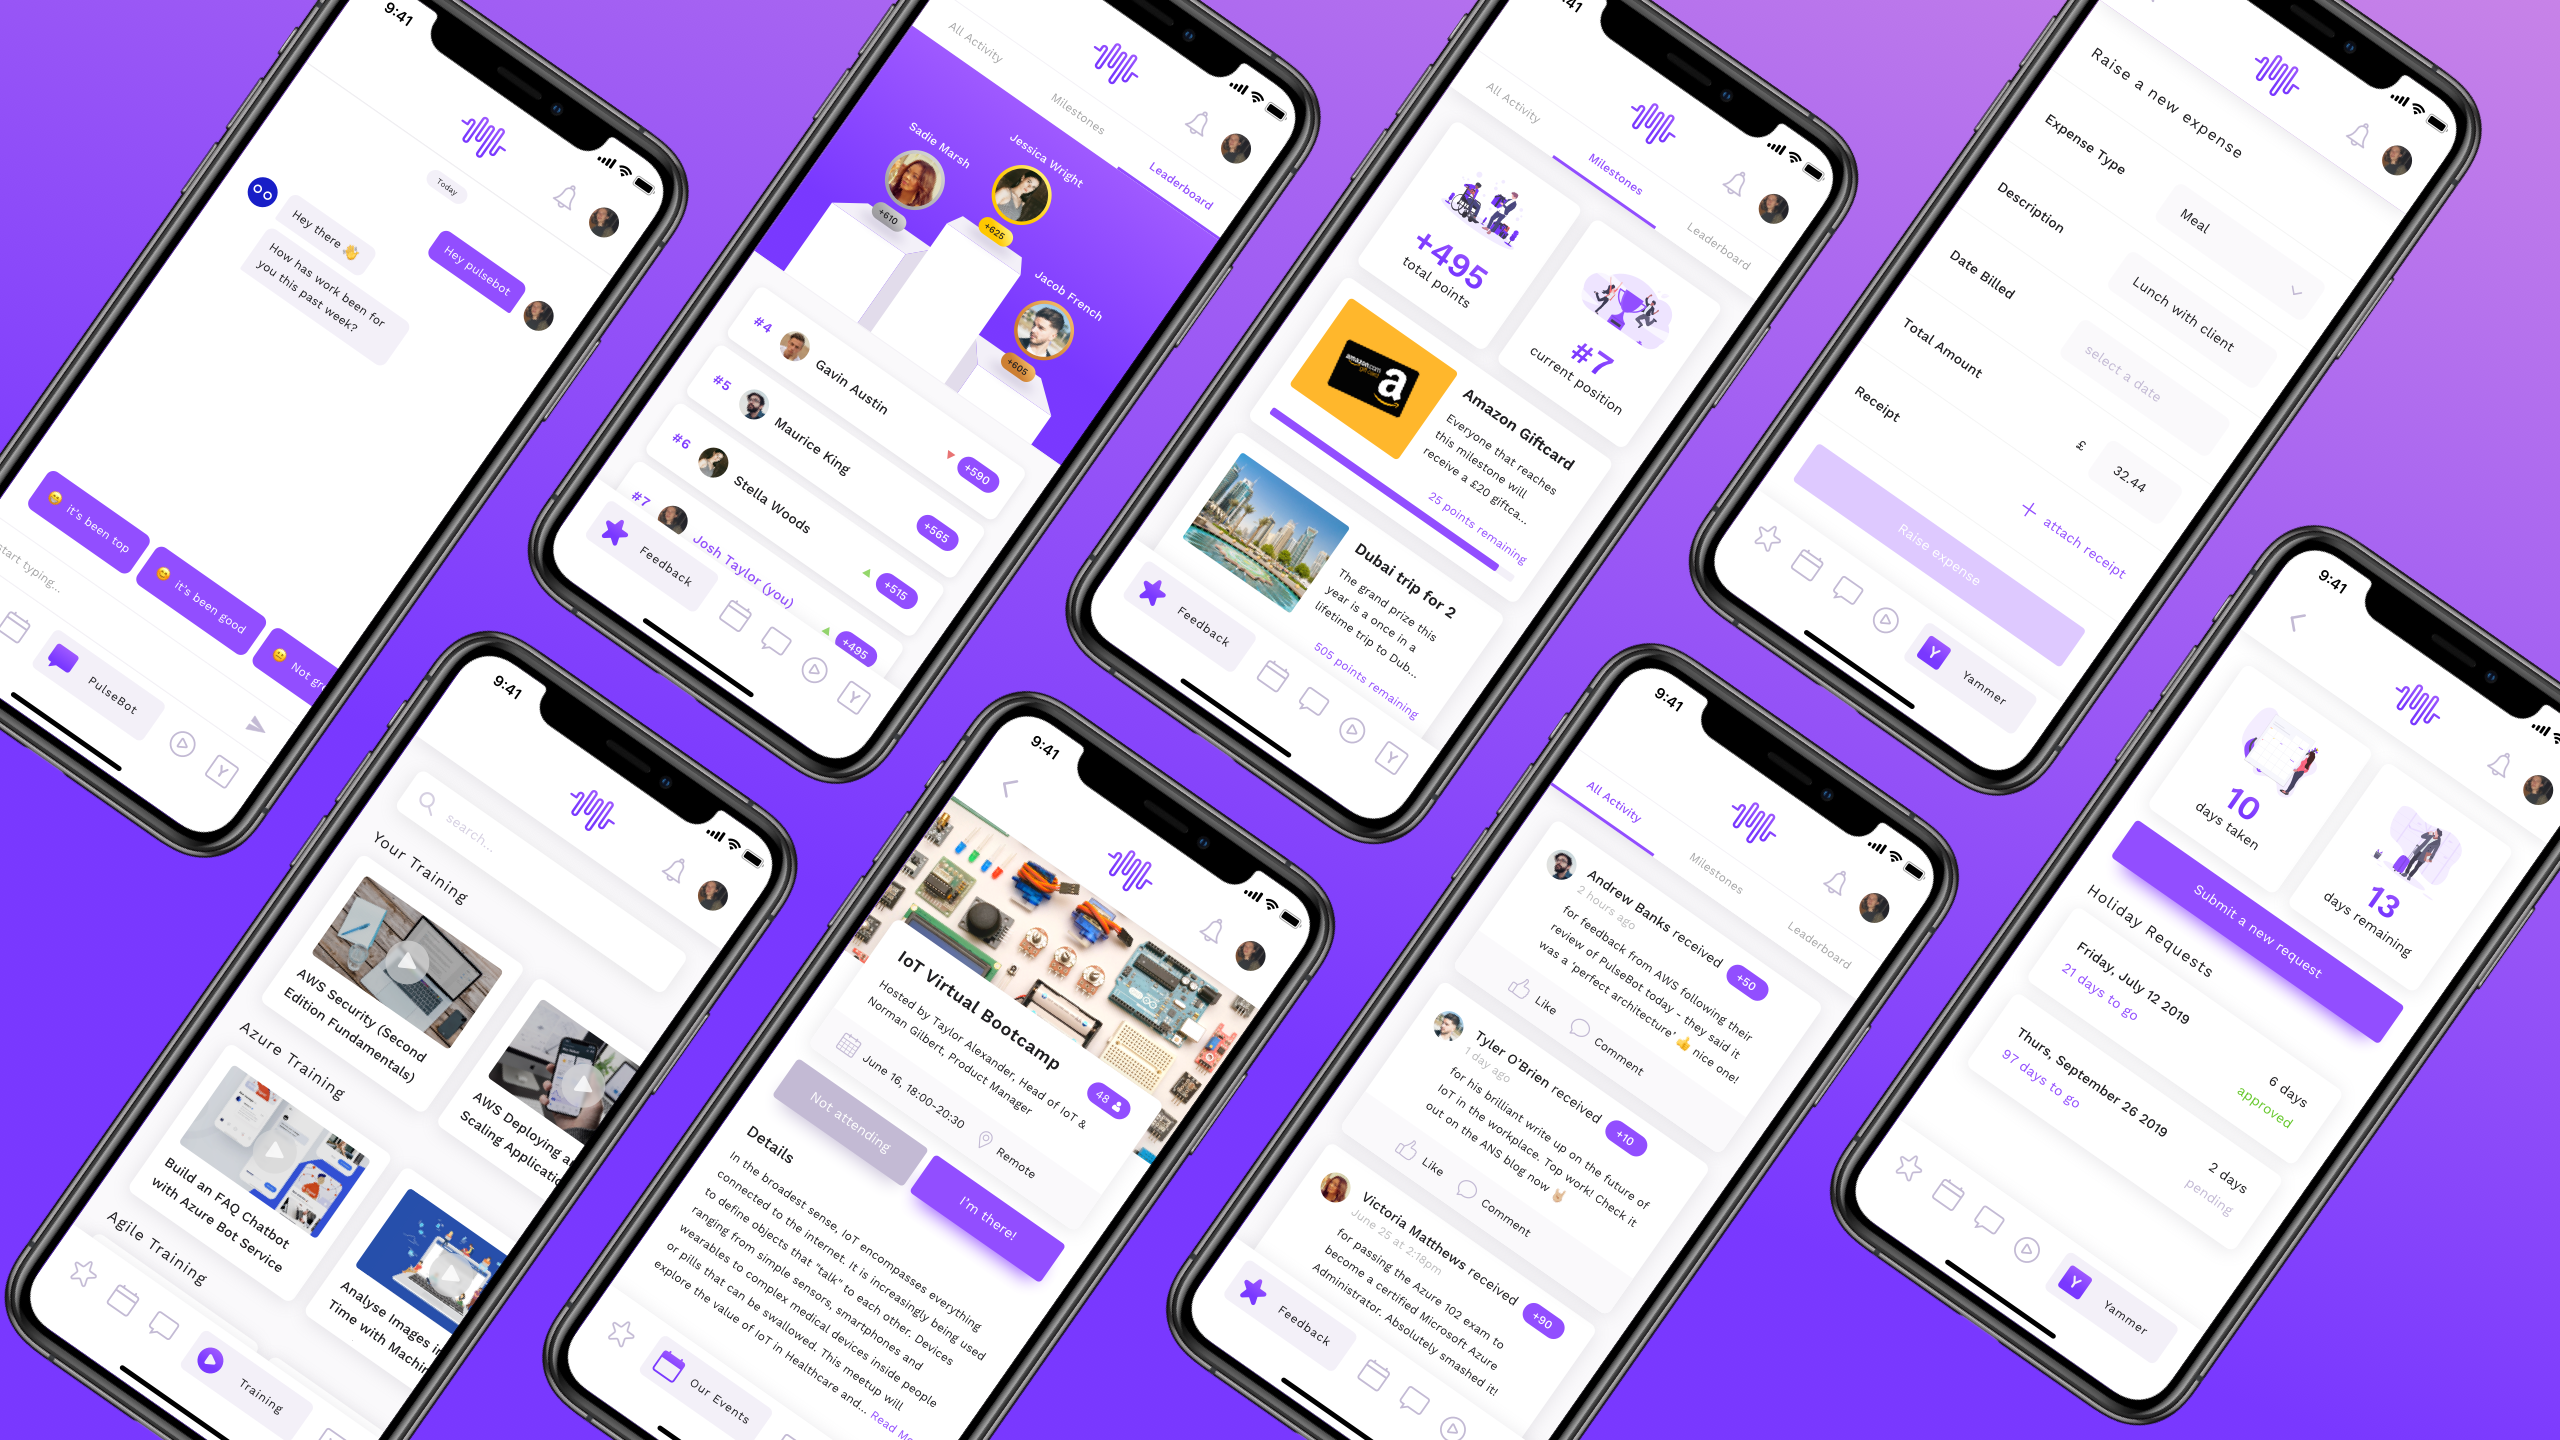 9:41
Today
Hey pulsebot
Hey there 👋
How has work been for
you this past week?
😁 it's been top
😊 it's been good
😕 Not gr
start typing...
PulseBot
Y
All Activity
Milestones
Leaderboard
Sadie Marsh
+610
Jessica Wright
+625
Jacob French
+605
#4
Gavin Austin
+590
#5
Maurice King
+565
#6
Stella Woods
+515
#7
Josh Taylor (you)
+495
Feedback
Y
All Activity
Milestones
Leaderboard
+495
total points
#7
current position
amazon.com
a
Amazon Giftcard
Everyone that reaches
this milestone will
receive a £20 giftca...
25 points remaining
Dubai trip for 2
The grand prize this
year is a once in a
lifetime trip to Dub...
505 points remaining
Feedback
Y
Raise a new expense
Expense Type
Meal
Description
Lunch with client
Date Billed
select a date
Total Amount
£
32.44
Receipt
+ attach receipt
Raise expense
Y
Yammer
9:41
search...
Your Training
AWS Security (Second
Edition Fundamentals)
AWS Deploying a
Scaling Applicatio
Azure Training
Build an FAQ Chatbot
with Azure Bot Service
Analyse Images in
Time with Machin
Agile Training
Training
9:41
IoT Virtual Bootcamp
Hosted by Taylor Alexander, Head of IoT &
Norman Gilbert, Product Manager
48
June 16, 18:00-20:30
Remote
Not attending
I'm there!
Details
In the broadest sense, IoT encompasses everything
connected to the internet. It is increasingly being used
to define objects that "talk" to each other. Devices
ranging from simple sensors, smartphones and
wearables to complex medical devices inside people
or pills that can be swallowed. This meetup will
explore the value of IoT in Healthcare and... Read Mo
Our Events
9:41
All Activity
Milestones
Leaderboard
Andrew Banks received
+50
2 hours ago
for feedback from AWS following their
review of PulseBot today - they said it
was a 'perfect architecture' 👍 nice one!
Like
Comment
Tyler O'Brien received
+10
1 day ago
for his brilliant write up on the future of
IoT in the workplace. Top work! Check it
out on the ANS blog now 🤘
Like
Comment
Victoria Matthews received
+90
June 25 at 2:18pm
for passing the Azure 102 exam to
become a certified Microsoft Azure
Administrator. Absolutely smashed it!
Feedback
9:41
10
days taken
13
days remaining
Submit a new request
Holiday Requests
Friday, July 12 2019
21 days to go
6 days
approved
Thurs, September 26 2019
97 days to go
2 days
pending
Y
Yammer